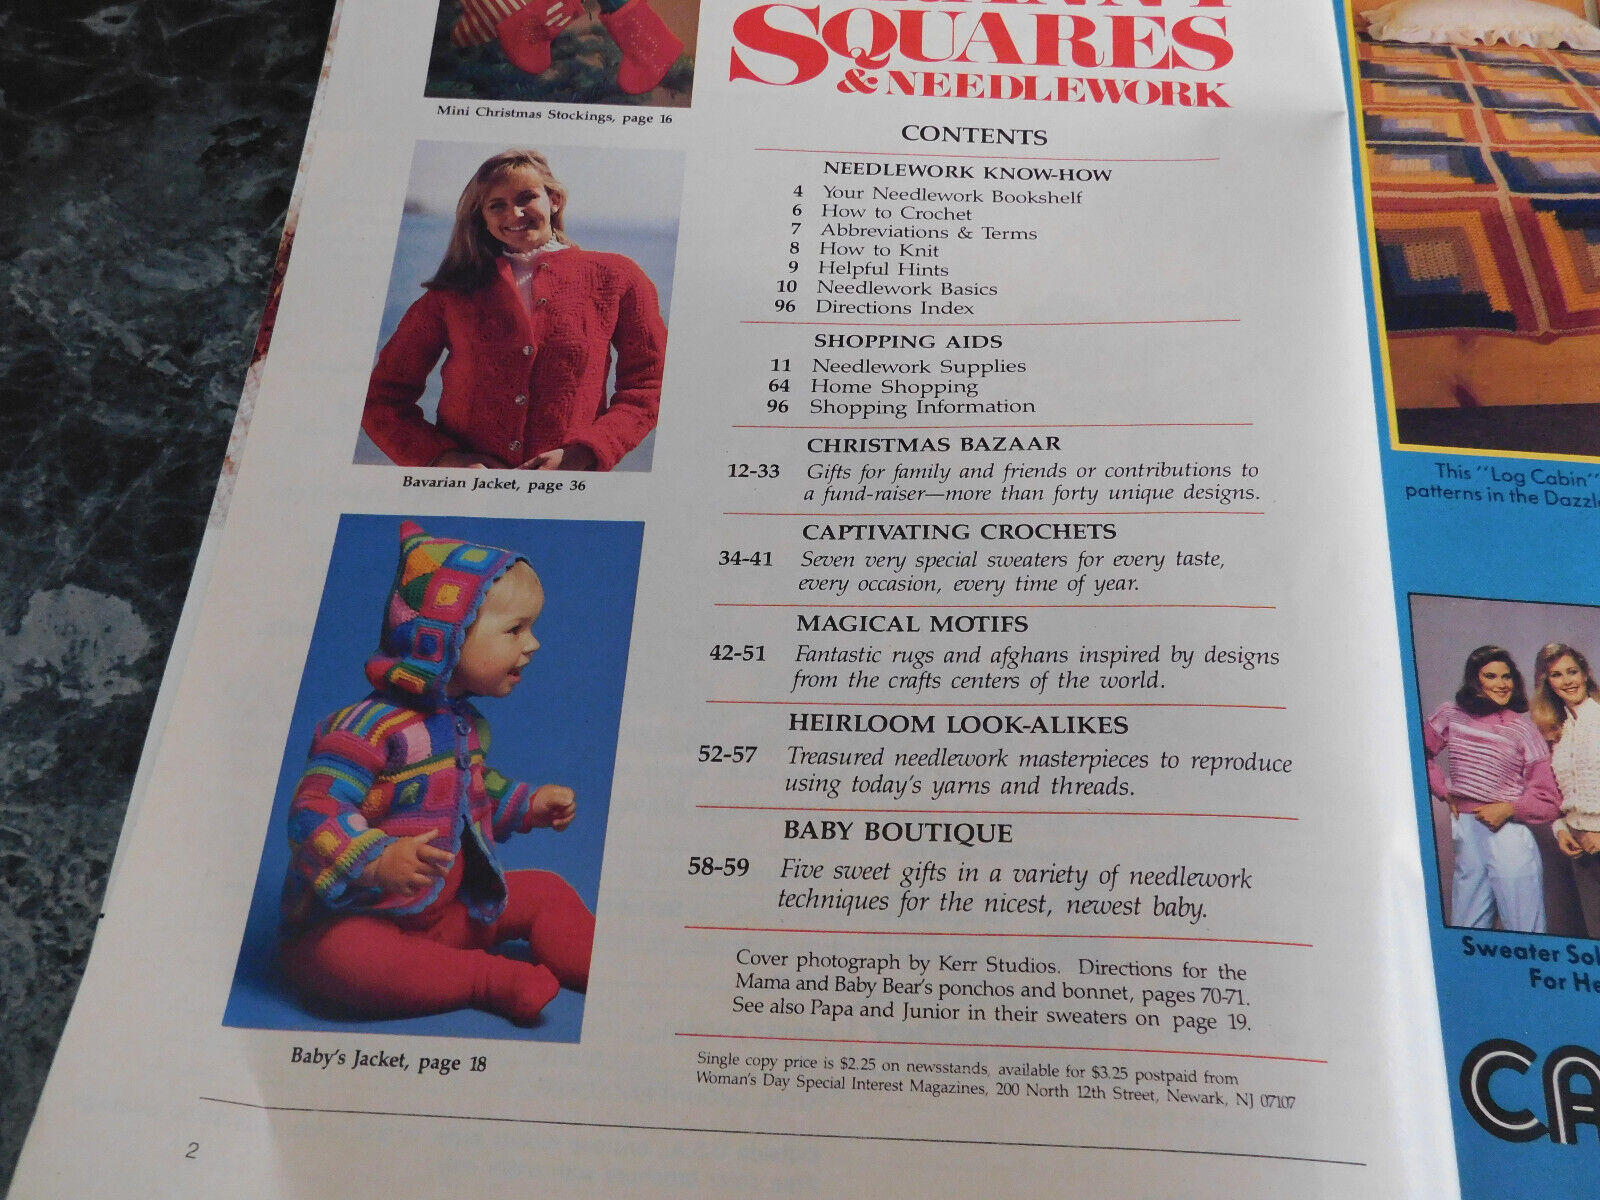 SQUARES
& NEEDLEWORK
Mini Christmas Stockings, page 16
Bavarian Jacket, page 36
Baby's Jacket, page 18
CONTENTS
NEEDLEWORK KNOW-HOW
4 Your Needlework Bookshelf
6 How to Crochet
7 Abbreviations & Terms
8 How to Knit
9 Helpful Hints
10 Needlework Basics
96 Directions Index
SHOPPING AIDS
11 Needlework Supplies
64 Home Shopping
96 Shopping Information
CHRISTMAS BAZAAR
12-33 Gifts for family and friends or contributions to
a fund-raiser—more than forty unique designs.
CAPTIVATING CROCHETS
34-41 Seven very special sweaters for every taste,
every occasion, every time of year.
MAGICAL MOTIFS
42-51 Fantastic rugs and afghans inspired by designs
from the crafts centers of the world.
HEIRLOOM LOOK-ALIKES
52-57 Treasured needlework masterpieces to reproduce
using today's yarns and threads.
BABY BOUTIQUE
58-59 Five sweet gifts in a variety of needlework
techniques for the nicest, newest baby.
Cover photograph by Kerr Studios. Directions for the
Mama and Baby Bear's ponchos and bonnet, pages 70-71.
See also Papa and Junior in their sweaters on page 19.
Single copy price is $2.25 on newsstands, available for $3.25 postpaid from
Woman's Day Special Interest Magazines, 200 North 12th Street, Newark, NJ 07107
2
This "Log Cabin"
patterns in the Dazzl
Sweater Sol
For He
CA